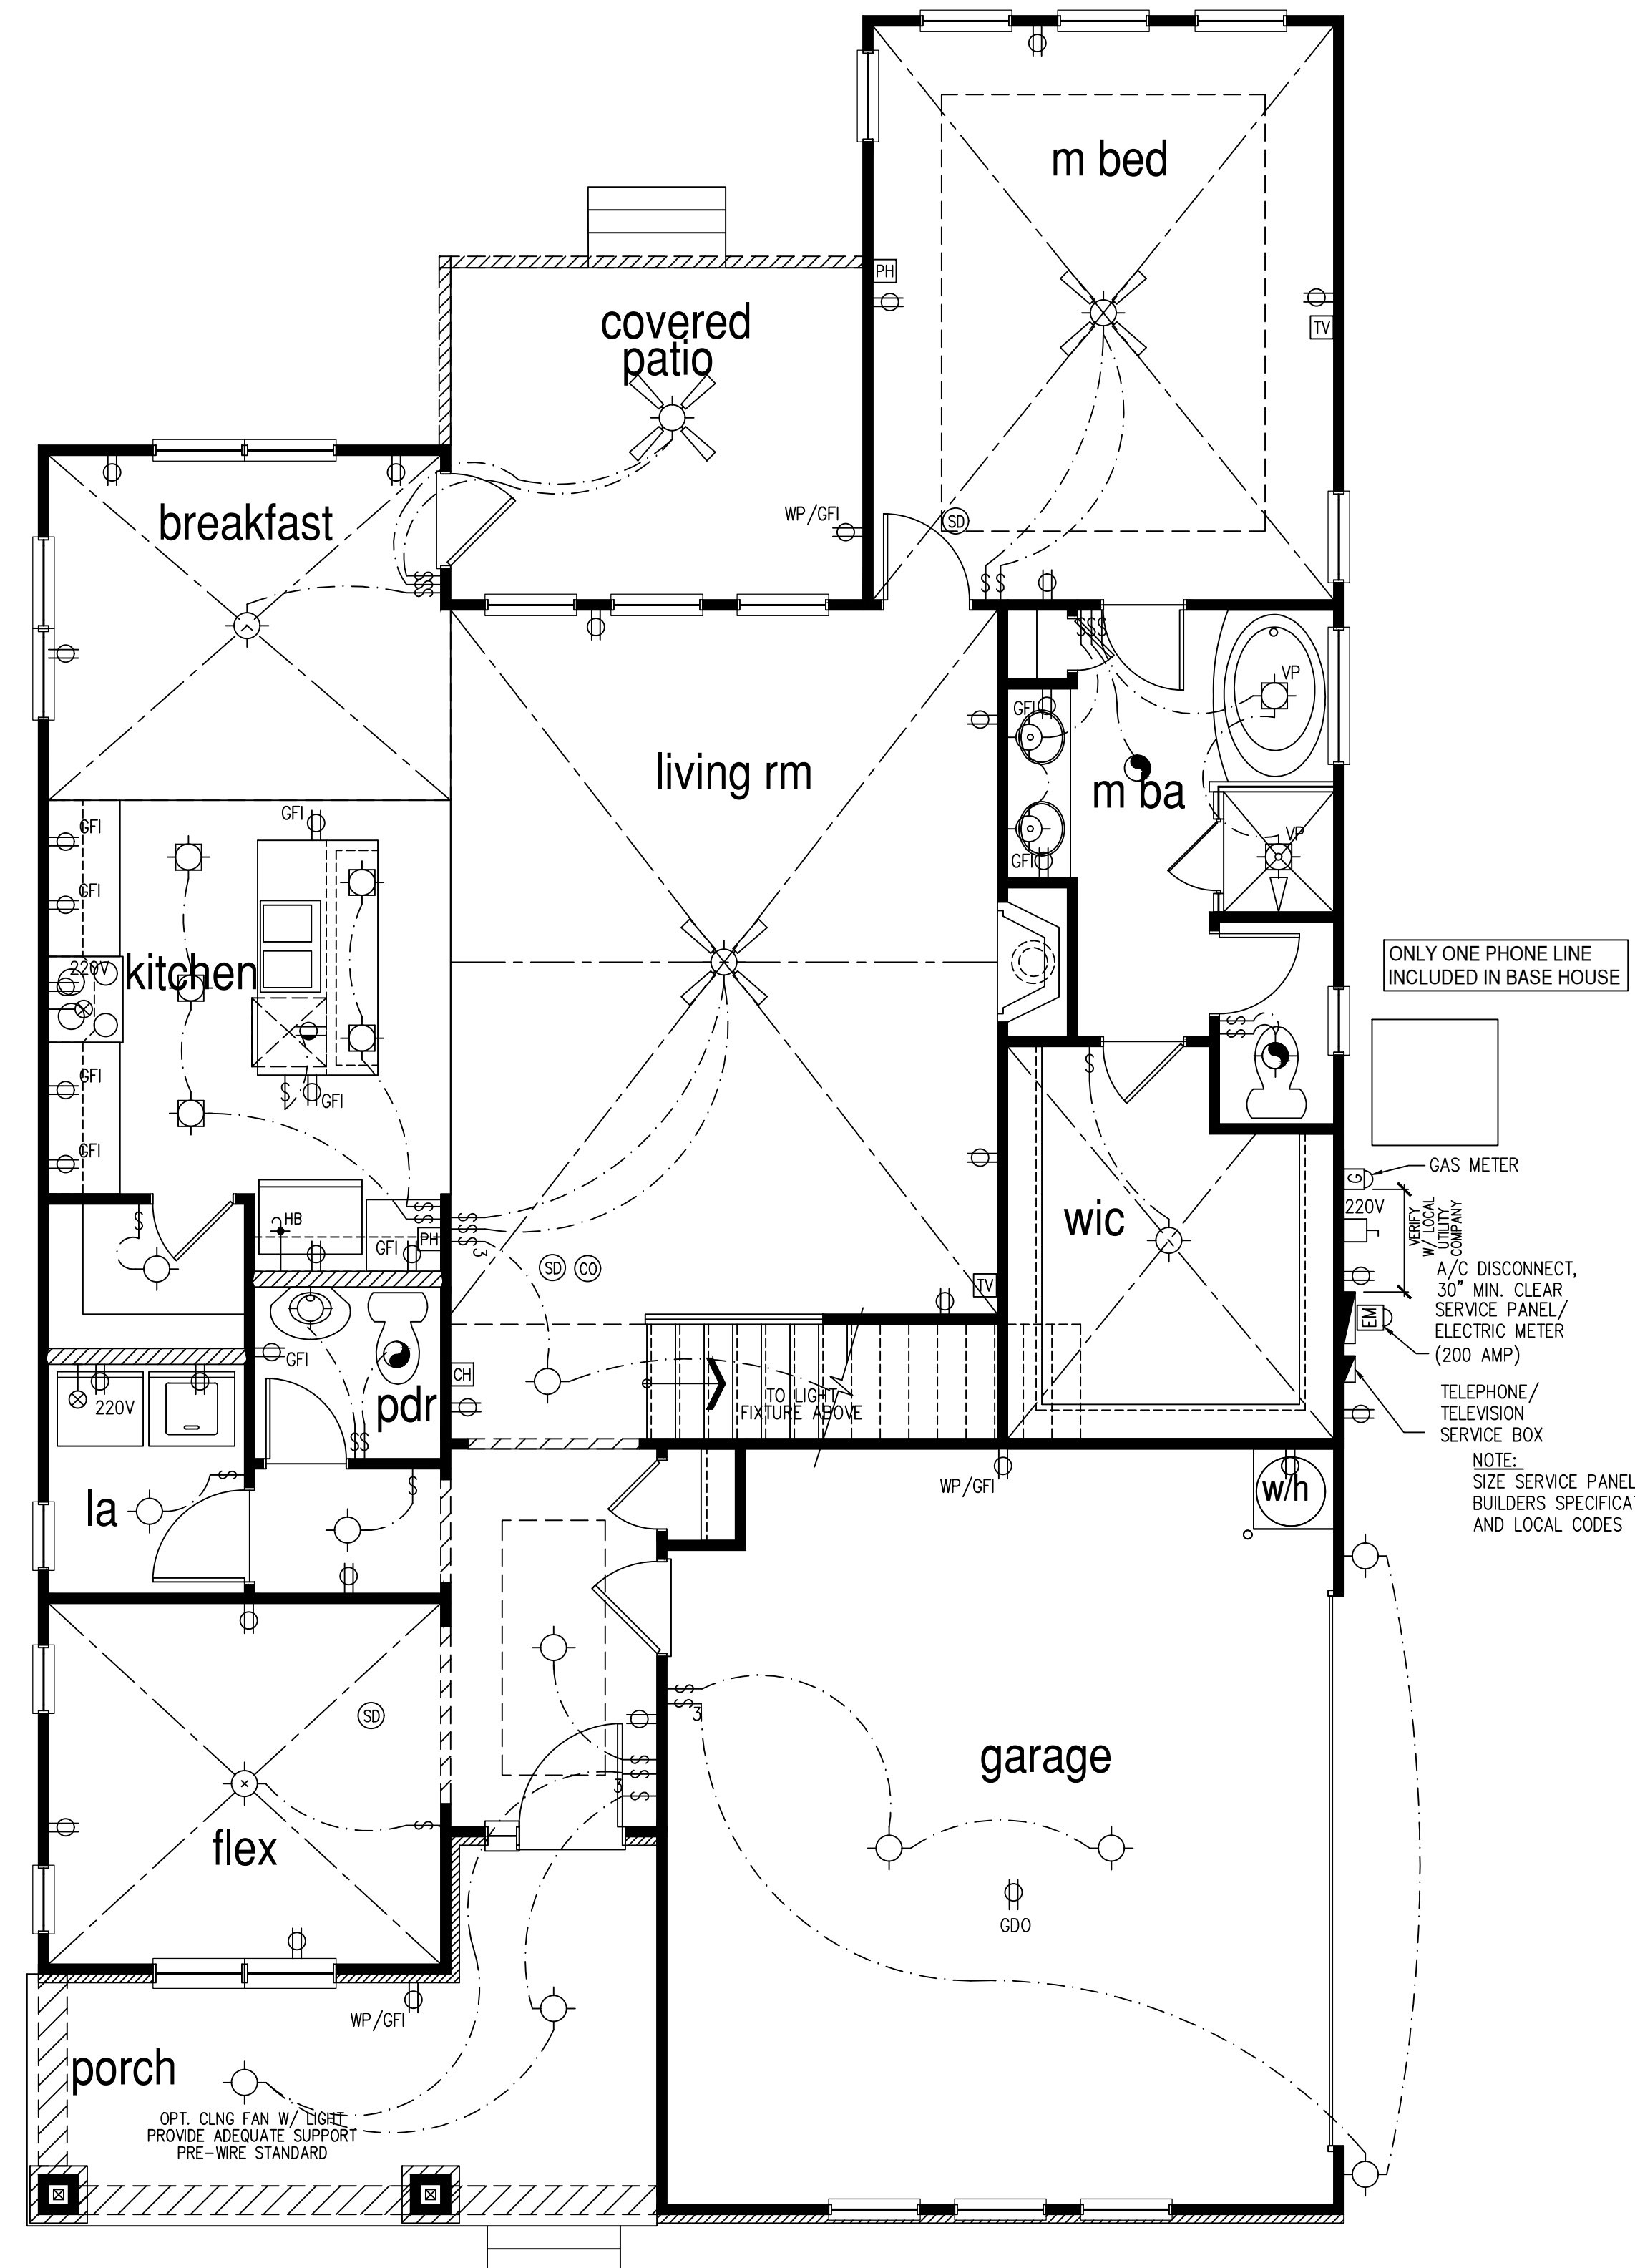 m bed
PH
TV
covered
patio
WP/GFI
SD
breakfast
S
S
S
S S
S S S
VP
GFI
living rm
m ba
GFI
GFI
GFI
VP
GFI
GFI
220V
kitchen
ONLY ONE PHONE LINE
INCLUDED IN BASE HOUSE
S
S
S
GFI
S
GFI
GFI
GAS METER
G
220V
VERIFY
W/ LOCAL
UTILITY
COMPANY
wic
S
HB
GFI
PH
S
S
S
S
S
3
SD
CO
TV
A/C DISCONNECT,
30" MIN. CLEAR
SERVICE PANEL/
ELECTRIC METER
(200 AMP)
EM
GFI
CH
220V
pdr
TO LIGHT
FIXTURE ABOVE
TELEPHONE/
TELEVISION
SERVICE BOX
S S
NOTE:
SIZE SERVICE PANEL
BUILDERS SPECIFICAT
AND LOCAL CODES
WP/GFI
w/h
S
S
la
SD
S
S
3
garage
S
S
3
S
S
flex
GDO
WP/GFI
porch
OPT. CLNG FAN W/ LIGHT
PROVIDE ADEQUATE SUPPORT
PRE-WIRE STANDARD